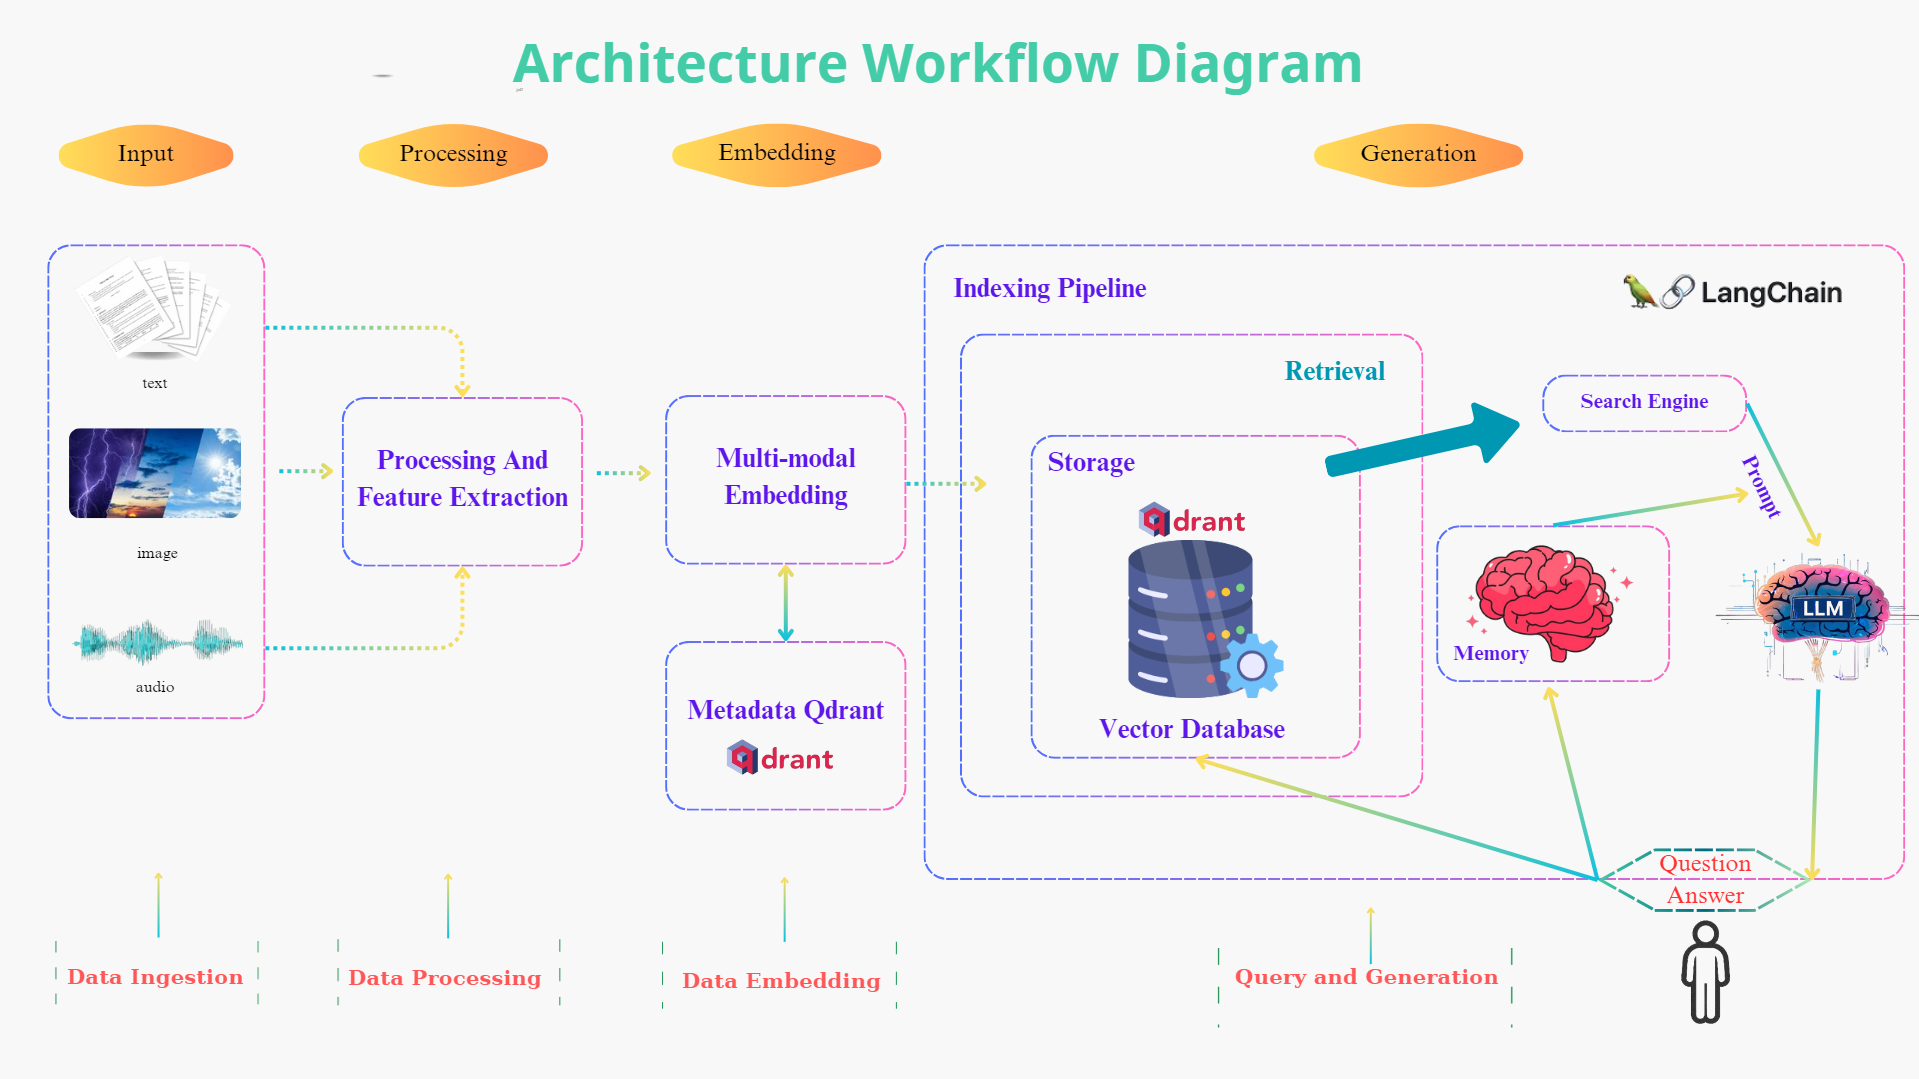 Architecture Workflow Diagram
Input
Processing
Embedding
Generation
text
image
audio
Processing And
Feature Extraction
Multi-modal
Embedding
Metadata Qdrant
qdrant
Indexing Pipeline
LangChain
Retrieval
Storage
qdrant
Vector Database
Search Engine
Prompt
Memory
LLM
Question
Answer
Data Ingestion
Data Processing
Data Embedding
Query and Generation